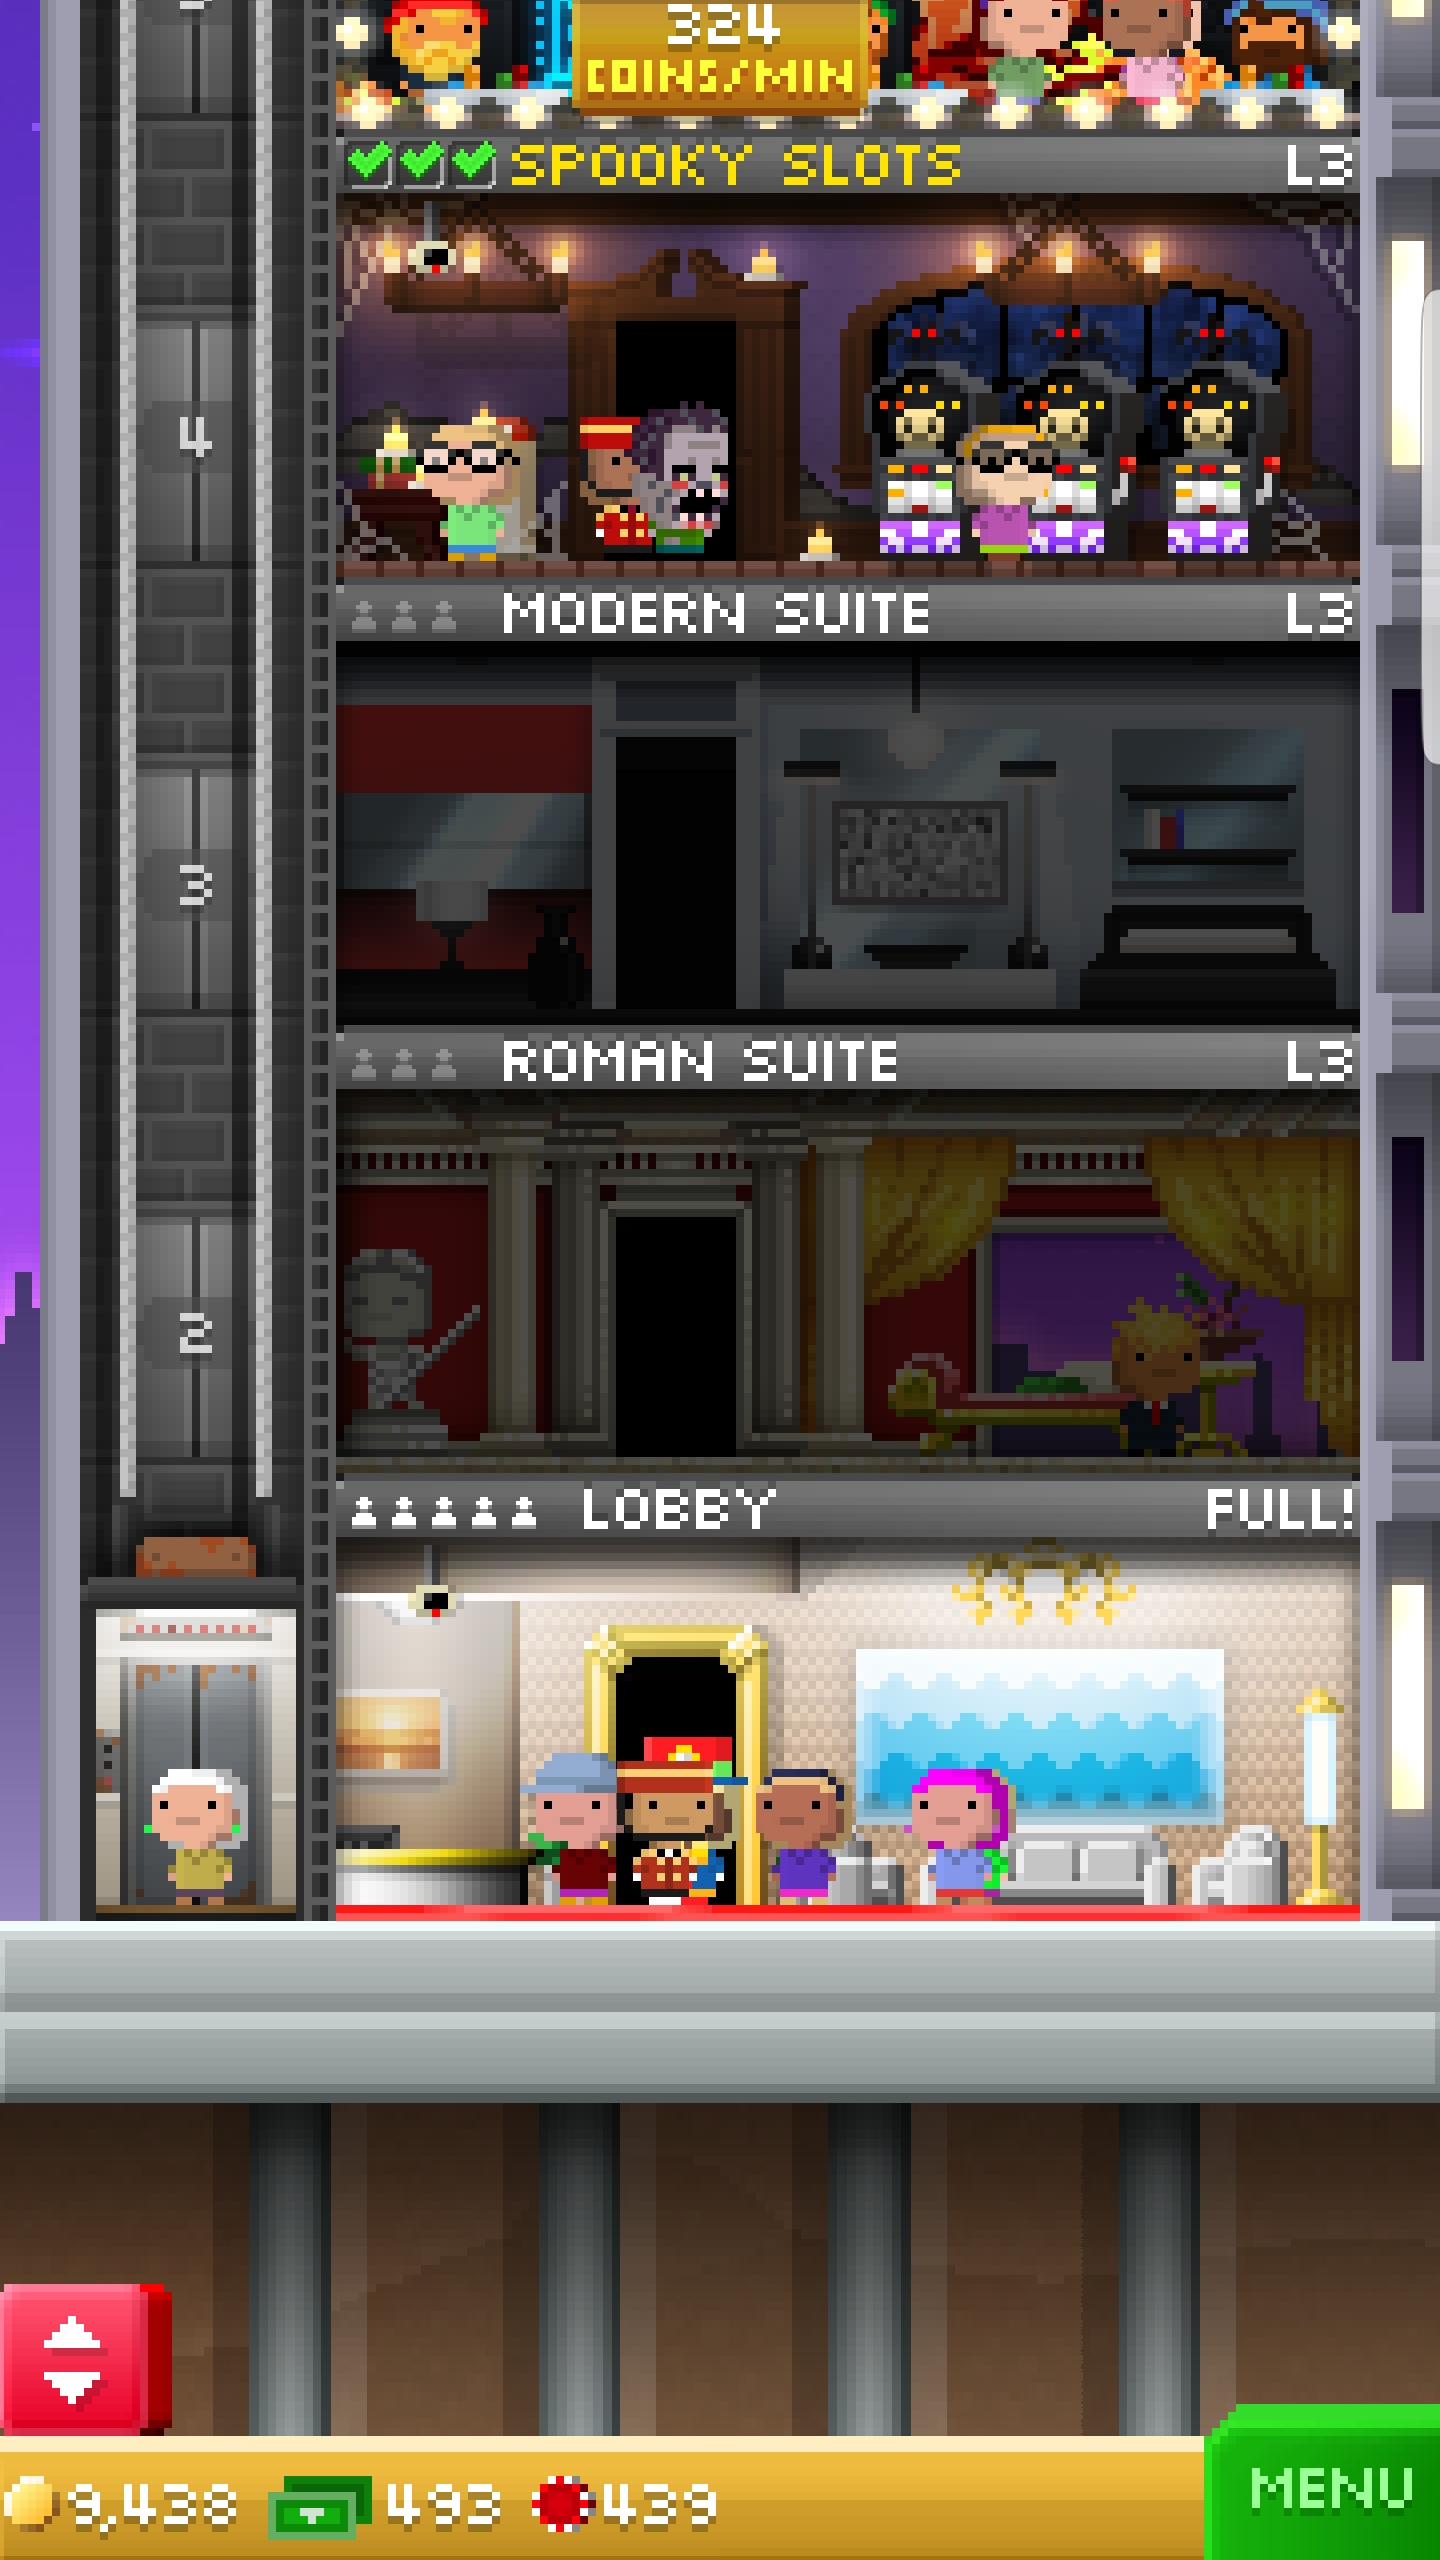 324
COINS/MIN
SPOOKY SLOTS L3
4
MODERN SUITE L3
3
ROMAN SUITE L3
2
LOBBY FULL!
9,438 493 439
MENU